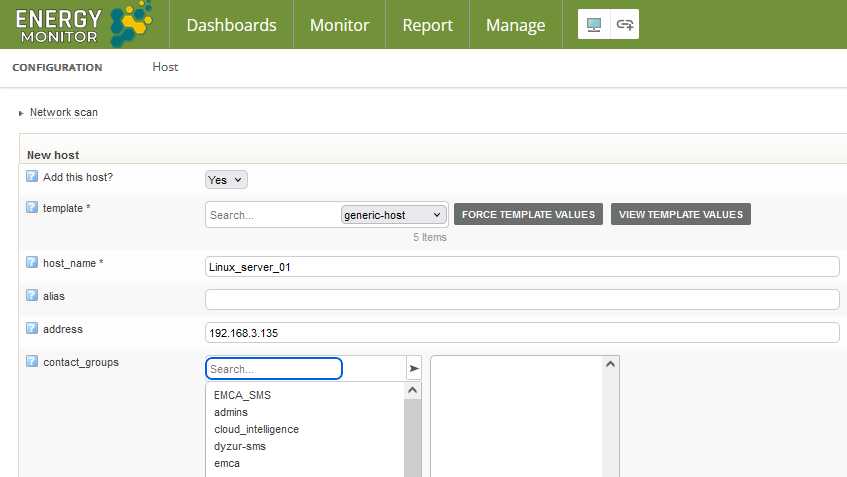 ENERGY
MONITOR
Dashboards Monitor Report Manage
CONFIGURATION Host
Network scan
New host
? Add this host? Yes
? template * Search... generic-host FORCE TEMPLATE VALUES VIEW TEMPLATE VALUES
5 Items
? host_name * Linux_server_01
? alias
? address 192.168.3.135
? contact_groups Search...
EMCA_SMS
admins
cloud_intelligence
dyzur-sms
emca